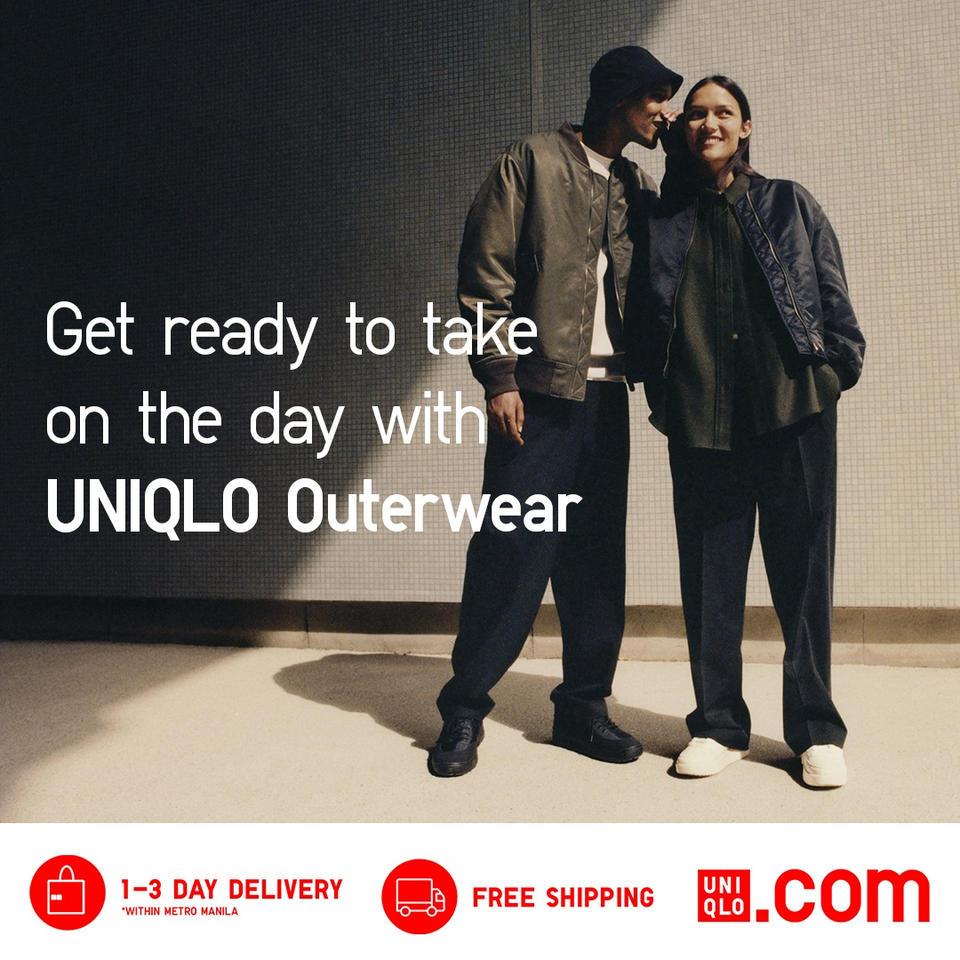 Get ready to take
on the day with
UNIQLO Outerwear
1-3 DAY DELIVERY
*WITHIN METRO MANILA
FREE SHIPPING
UNI
QLO
.com